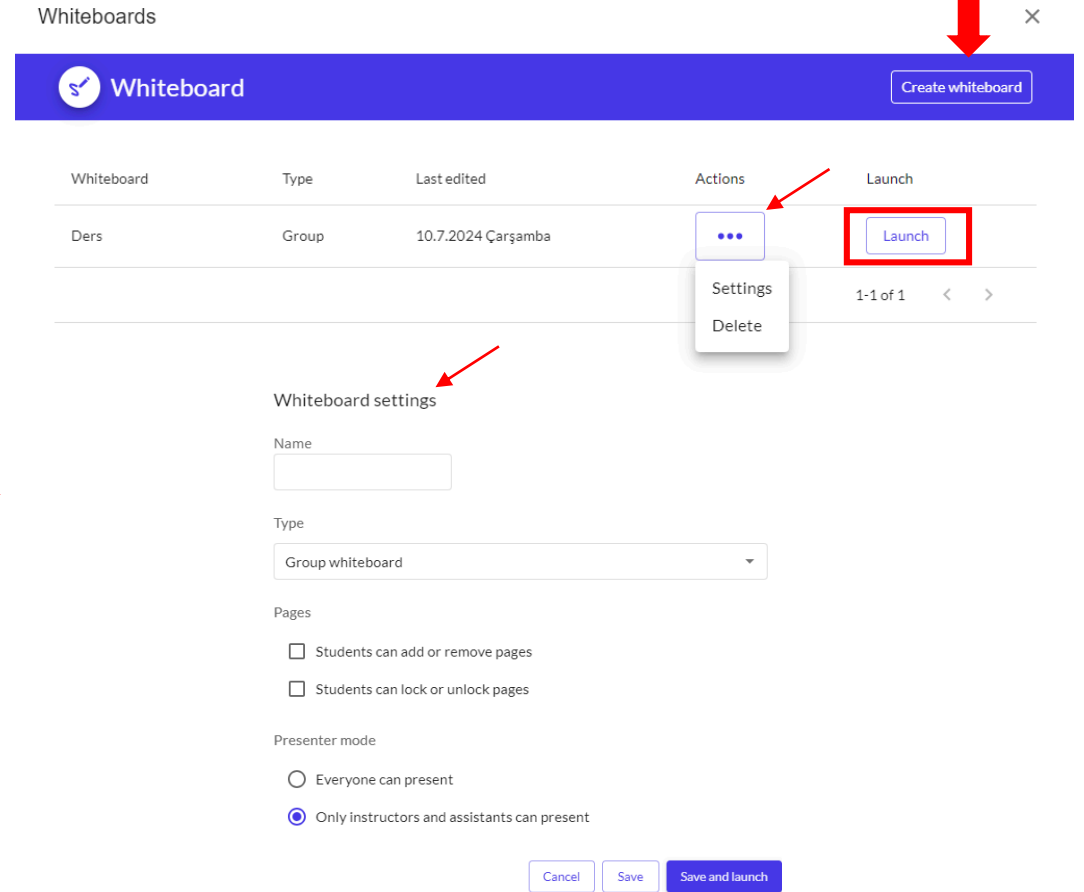 Whiteboards
Whiteboard
Create whiteboard
Whiteboard Type Last edited Actions Launch
Ders Group 10.7.2024 Çarşamba Launch
Settings
1-1 of 1
Delete
Whiteboard settings
Name
Type
Group whiteboard
Pages
Students can add or remove pages
Students can lock or unlock pages
Presenter mode
Everyone can present
Only instructors and assistants can present
Cancel Save Save and launch